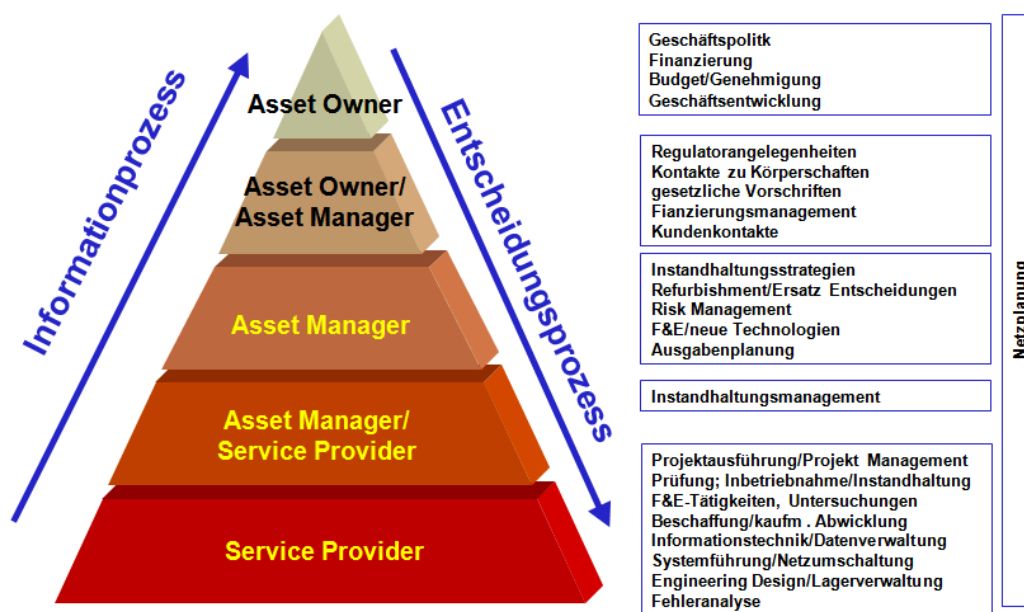 Informationprozess
Entscheidungsprozess
Asset Owner
Asset Owner/
Asset Manager
Asset Manager
Asset Manager/
Service Provider
Service Provider
Geschäftspolitk
Finanzierung
Budget/Genehmigung
Geschäftsentwicklung
Regulatorangelegenheiten
Kontakte zu Körperschaften
gesetzliche Vorschriften
Fianzierungsmanagement
Kundenkontakte
Instandhaltungsstrategien
Refurbishment/Ersatz Entscheidungen
Risk Management
F&E/neue Technologien
Ausgabenplanung
Instandhaltungsmanagement
Projektausführung/Projekt Management
Prüfung; Inbetriebnahme/Instandhaltung
F&E-Tätigkeiten, Untersuchungen
Beschaffung/kaufm . Abwicklung
Informationstechnik/Datenverwaltung
Systemführung/Netzumschaltung
Engineering Design/Lagerverwaltung
Fehleranalyse
Netzplanung